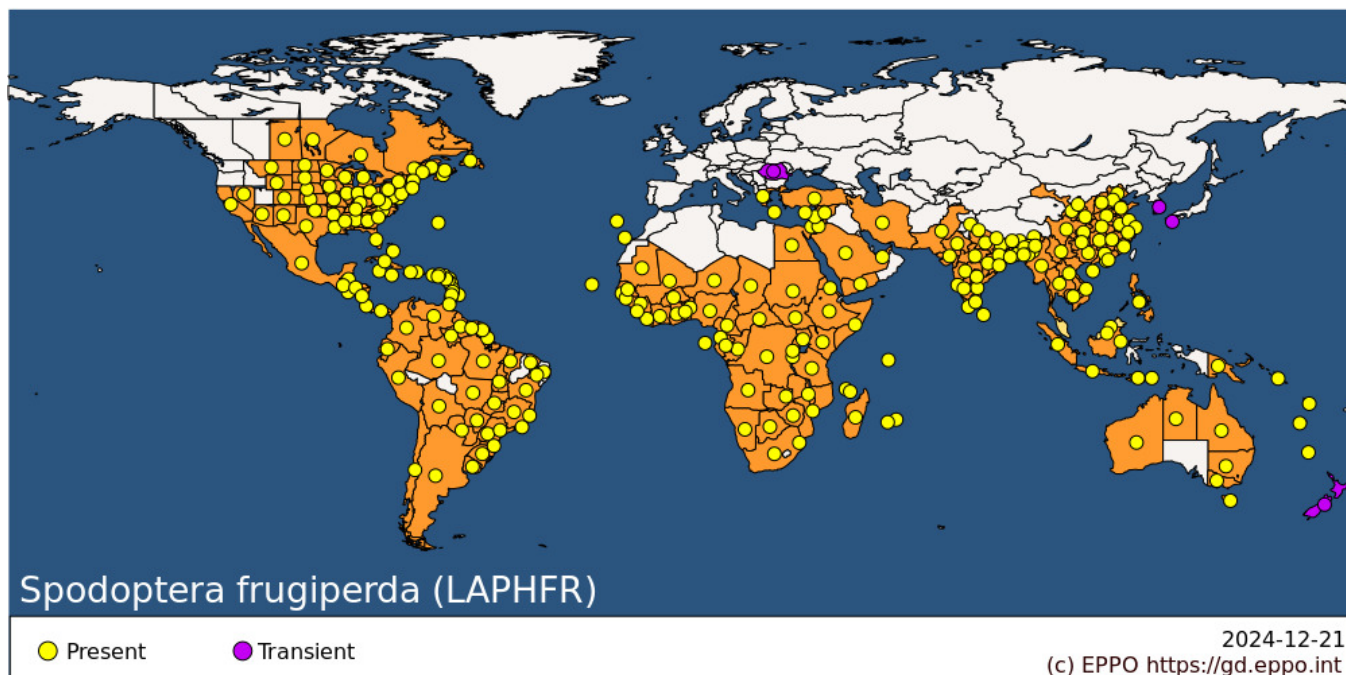 Spodoptera frugiperda (LAPHFR)
Present
Transient
2024-12-21
(c) EPPO https://gd.eppo.int